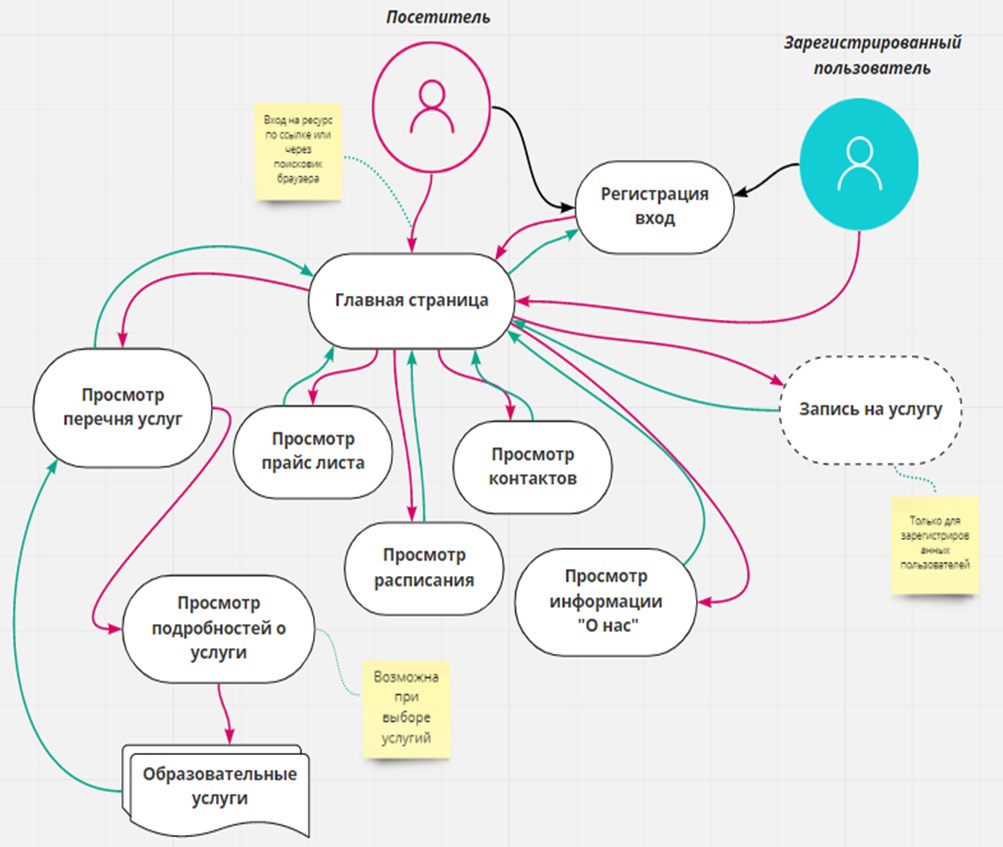 Посетитель
Зарегистрированный
пользователь
Вход на ресурс
по ссылке или
через
поисковик
браузера
Регистрация
вход
Главная страница
Просмотр
перечня услуг
Просмотр
прайс листа
Просмотр
контактов
Запись на услугу
Только для
зарегистриров
анных
пользователей
Просмотр
расписания
Просмотр
информации
"О нас"
Просмотр
подробностей о
услуги
Возможна
при
выборе
услугий
Образовательные
услуги